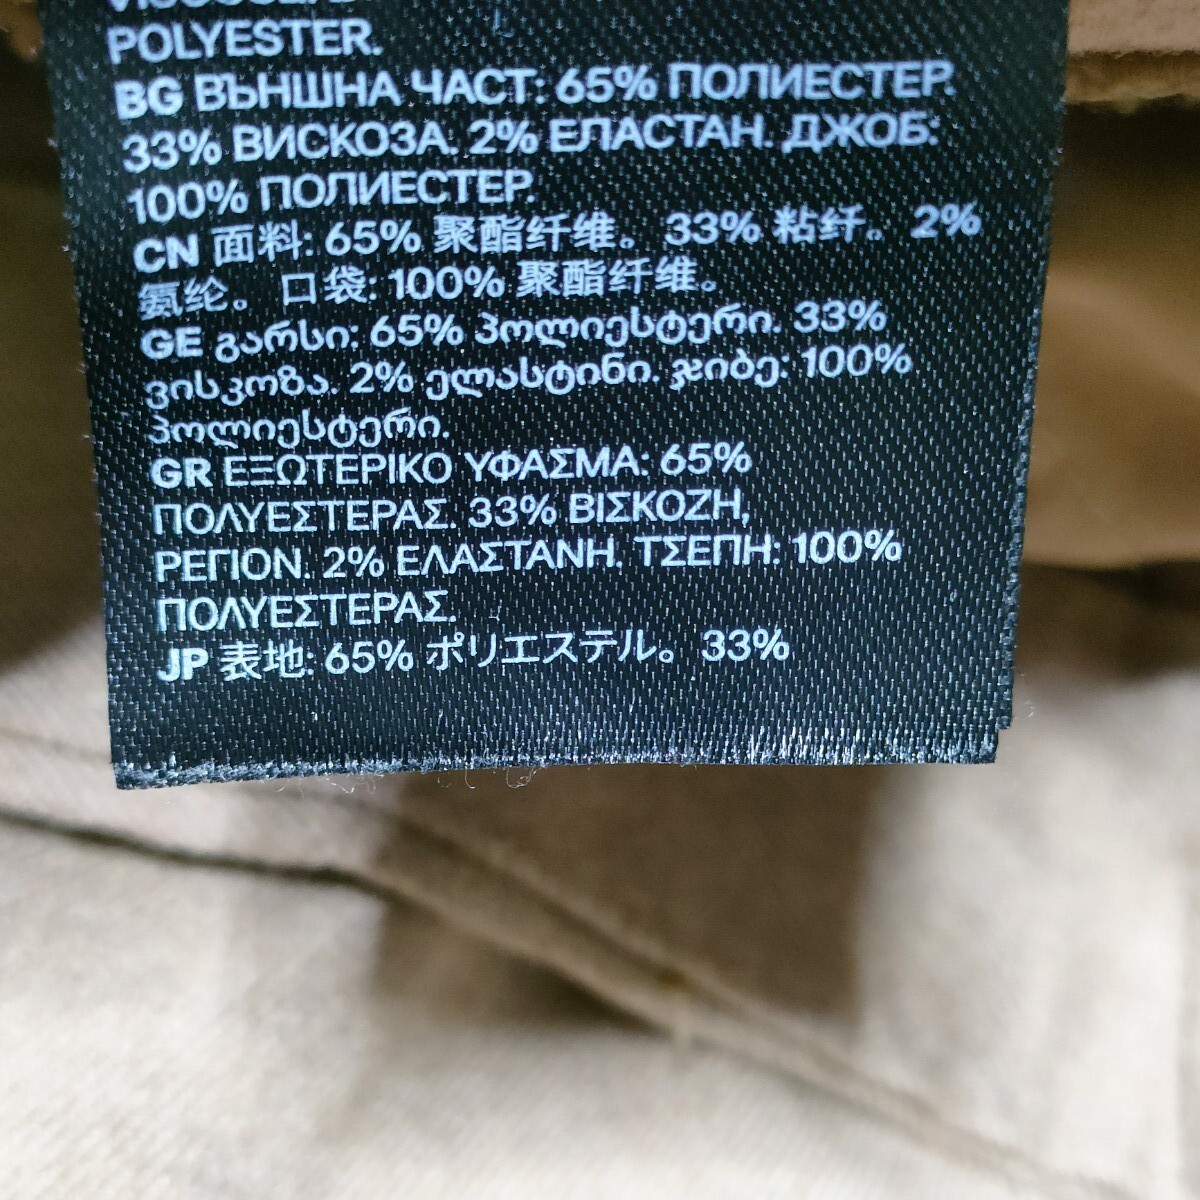 POLYESTER.
BG ВЪНШНА ЧАСТ: 65% ПОЛИЕСТЕР.
33% ВИСКОЗА. 2% ЕЛАСТАН. ДЖОБ:
100% ПОЛИЕСТЕР.
CN 面料: 65% 聚酯纤维。 33% 粘纤。 2%
氨纶。 口袋: 100% 聚酯纤维。
GE გარსი: 65% პოლიესტერი. 33%
ვისკოზა. 2% ელასტინი. ჯიბე: 100%
პოლიესტერი.
GR ΕΞΩΤΕΡΙΚΟ ΥΦΑΣΜΑ: 65%
ΠΟΛΥΕΣΤΕΡΑΣ. 33% ΒΙΣΚΟΖΗ,
ΡΕΓΙΟΝ. 2% ΕΛΑΣΤΑΝΗ. ΤΣΕΠΗ: 100%
ΠΟΛΥΕΣΤΕΡΑΣ.
JP 表地: 65% ポリエステル。 33%